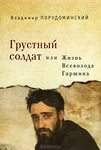 Владимир ПОРУДОМИНСКИЙ
Грустный
солдат или Жизнь
Всеволода
Гаршина